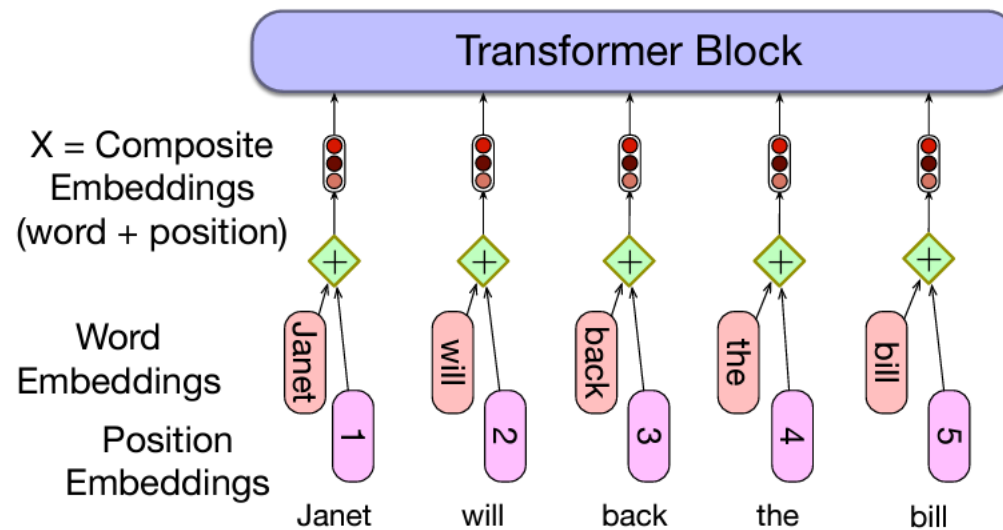 Transformer Block
X = Composite
Embeddings
(word + position)
+ + + + +
Word
Embeddings
Janet will back the bill
Position
Embeddings
1 2 3 4 5
Janet will back the bill